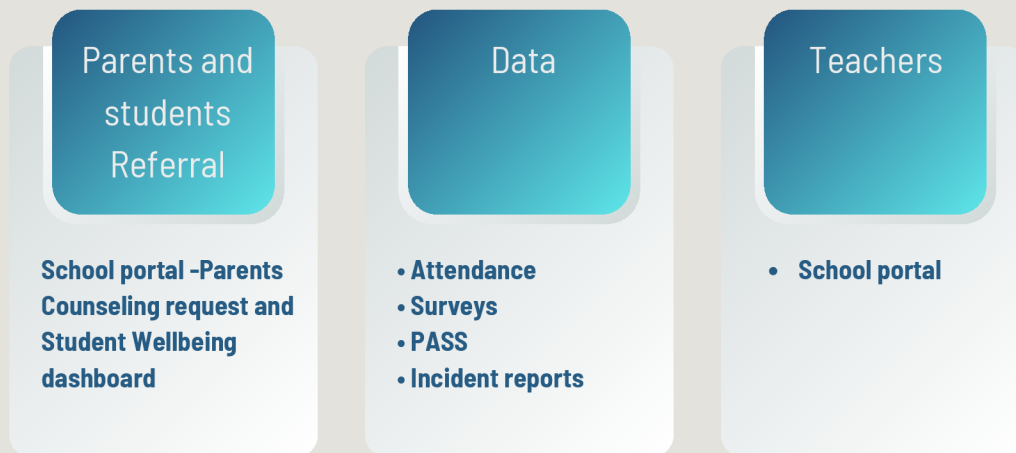 Parents and
students
Referral
School portal -Parents
Counseling request and
Student Wellbeing
dashboard
Data
• Attendance
• Surveys
• PASS
• Incident reports
Teachers
• School portal